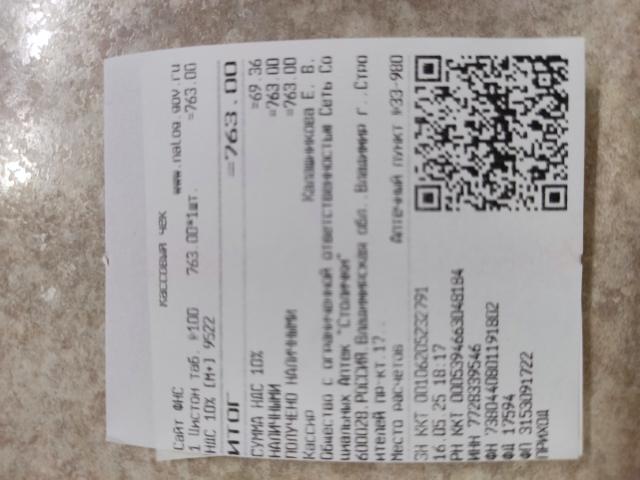 Кассовый чек
Сайт ФНС www.nalog.gov.ru
1. Цистон таб. №100 763.00*1шт. =763.00
НДС 10% [М+] 9522
ИТОГ =763.00
СУММА НДС 10% =69.36
НАЛИЧНЫМИ =763.00
ПОЛУЧЕНО НАЛИЧНЫМИ =763.00
Кассир Калашникова Е. В.
Общество с ограниченной ответственностью Сеть Со
циальных Аптек "Столички"
600028,РОССИЯ,Владимирская обл.,Владимир г.,Стро
ителей пр-кт,17..
Место расчетов Аптечный пункт №33-980
ЗН ККТ 00106205232791
16.05.25 18:17
РН ККТ 0005394663048184
ИНН 7728339546
ФН 7380440801191802
ФД 17594
ФП 3153091722
ПРИХОД